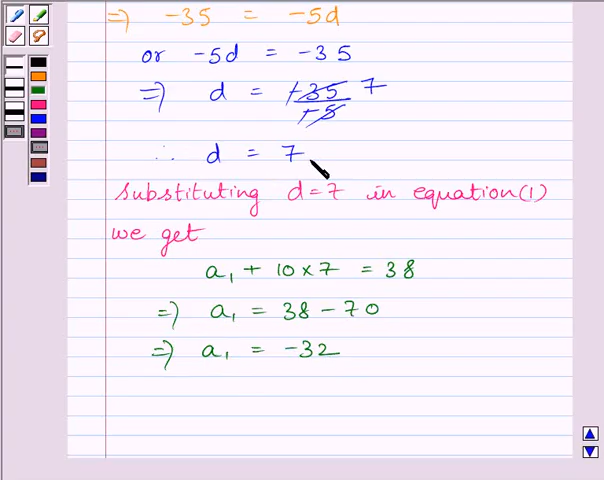 ⇒ -35 = -5d
or -5d = -35
⇒ d = -35/-5 7
∴ d = 7
Substituting d=7 in equation(1)
we get
a₁ + 10 × 7 = 38
⇒ a₁ = 38 - 70
⇒ a₁ = -32